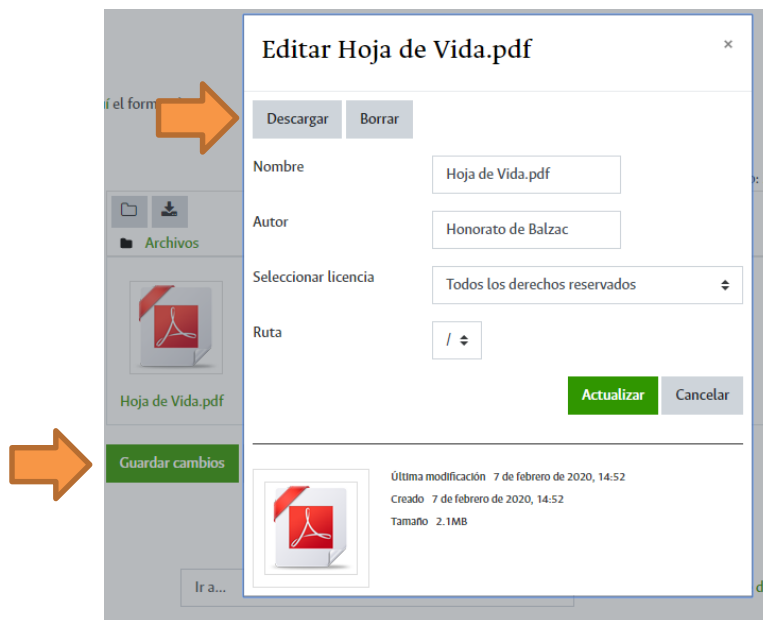 Editar Hoja de Vida.pdf
×
í el form
Descargar Borrar
Nombre Hoja de Vida.pdf
Autor Honorato de Balzac
Archivos
Seleccionar licencia Todos los derechos reservados
Ruta /
Hoja de Vida.pdf
Actualizar Cancelar
Guardar cambios
Última modificación 7 de febrero de 2020, 14:52
Creado 7 de febrero de 2020, 14:52
Tamaño 2.1MB
Ir a...